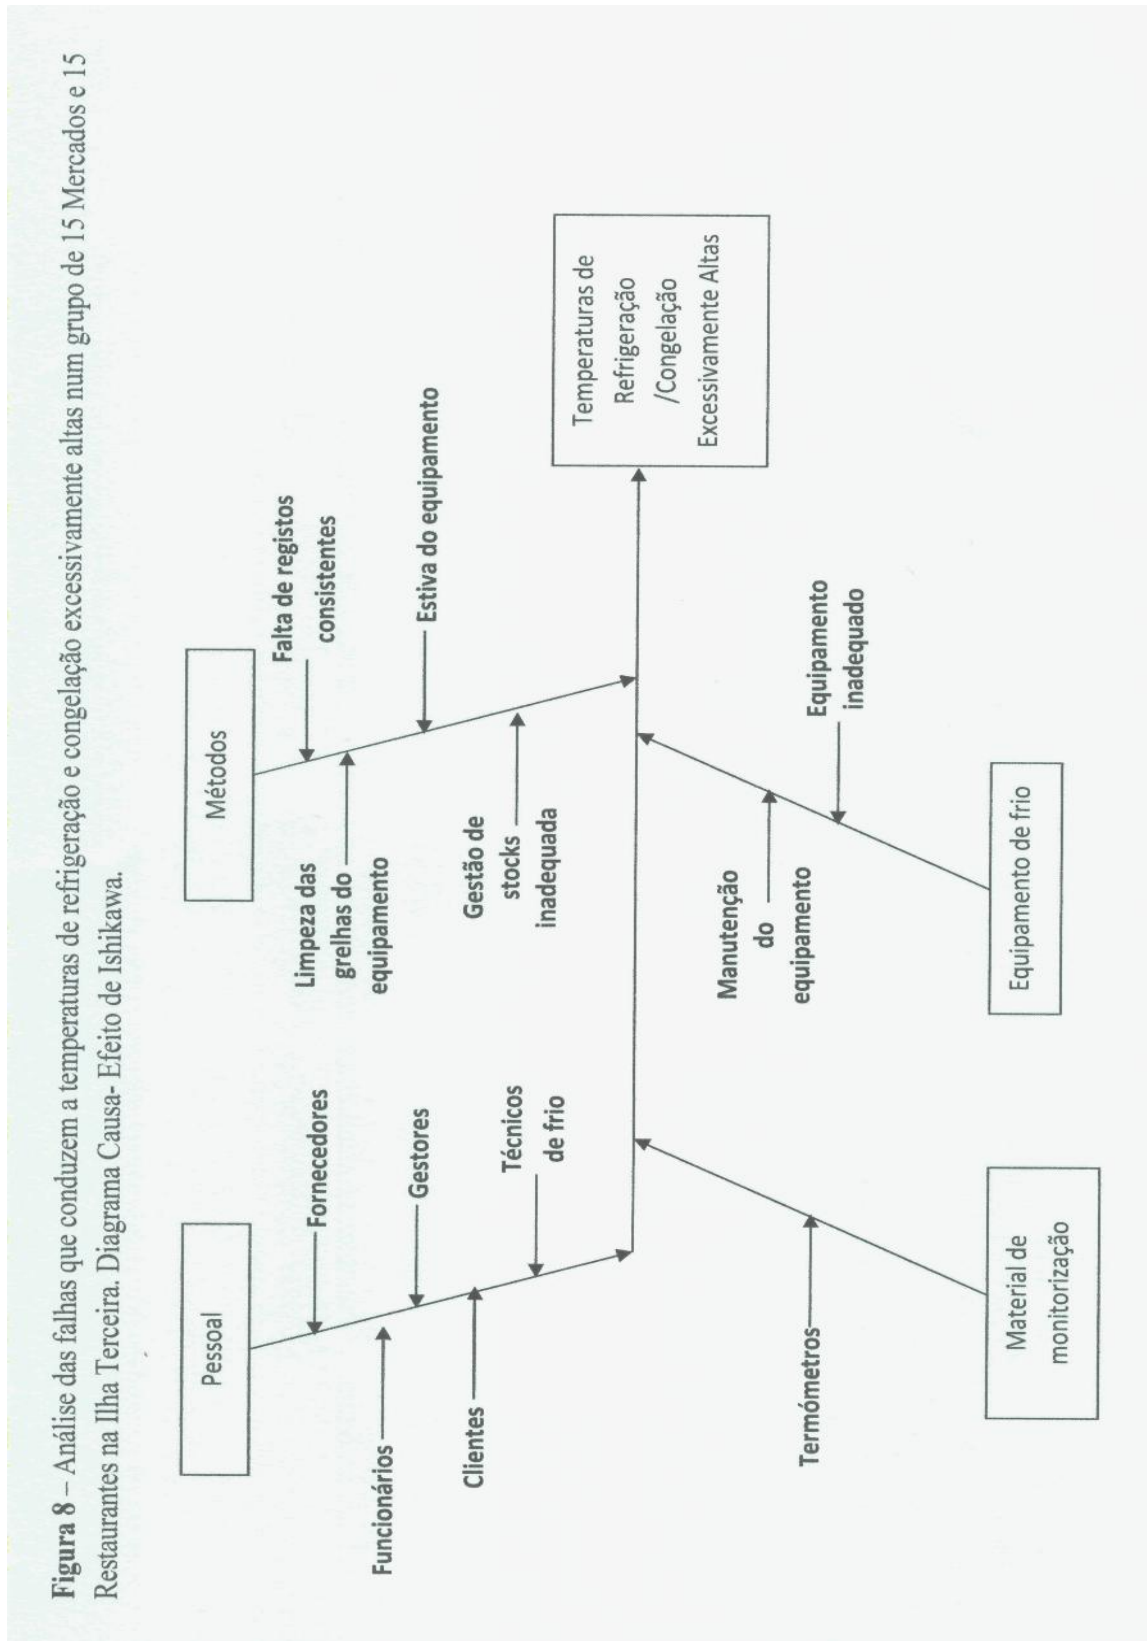 Figura 8 – Análise das falhas que conduzem a temperaturas de refrigeração e congelação excessivamente altas num grupo de 15 Mercados e 15
Restaurantes na Ilha Terceira. Diagrama Causa- Efeito de Ishikawa.
Pessoal
Métodos
Fornecedores
Funcionários
Gestores
Clientes
Técnicos
de frio
Falta de registos
consistentes
Limpeza das
grelhas do
equipamento
Estiva do equipamento
Gestão de
stocks
inadequada
Temperaturas de
Refrigeração
/Congelação
Excessivamente Altas
Termómetros
Manutenção
do
equipamento
Equipamento
inadequado
Material de
monitorização
Equipamento de frio